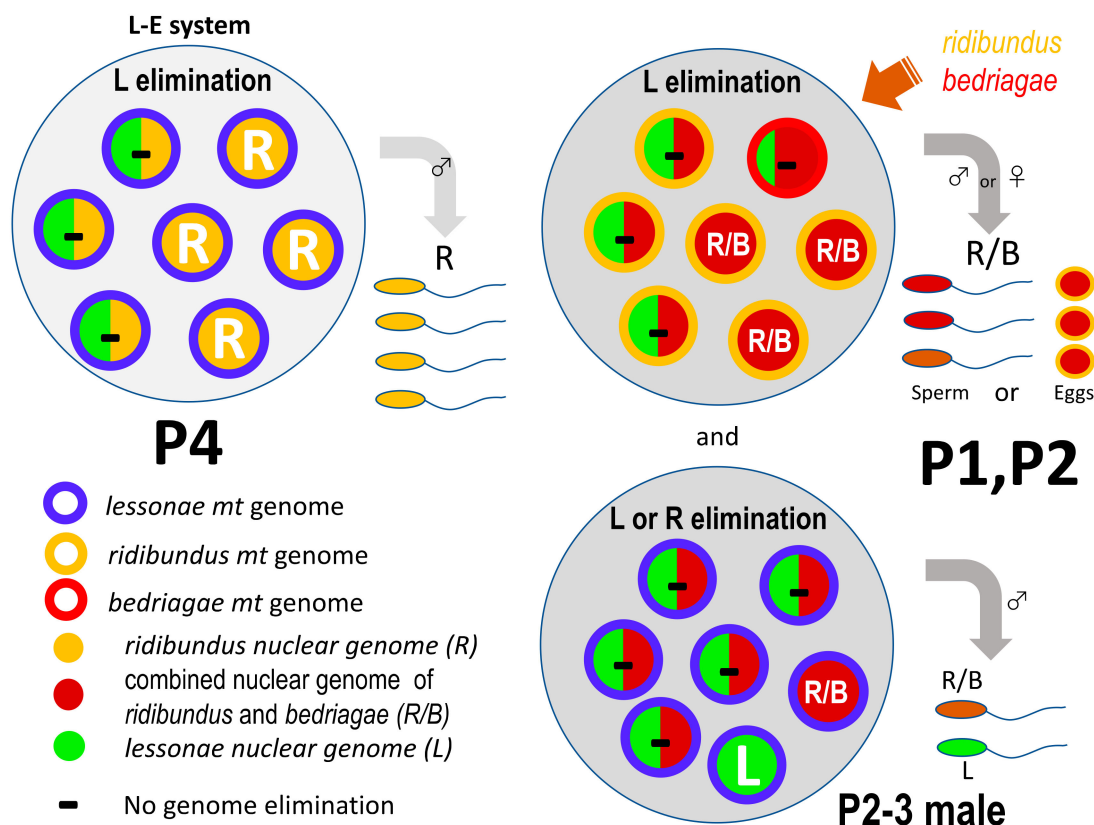 L-E system
L elimination
R
R
R
R
♂
R
P4
lessonae mt genome
ridibundus mt genome
bedriagae mt genome
ridibundus nuclear genome (R)
combined nuclear genome of
ridibundus and bedriagae (R/B)
lessonae nuclear genome (L)
No genome elimination
ridibundus
bedriagae
L elimination
R/B
R/B
R/B
♂ or ♀
R/B
Sperm or Eggs
P1,P2
and
L or R elimination
R/B
L
♂
R/B
L
P2-3 male